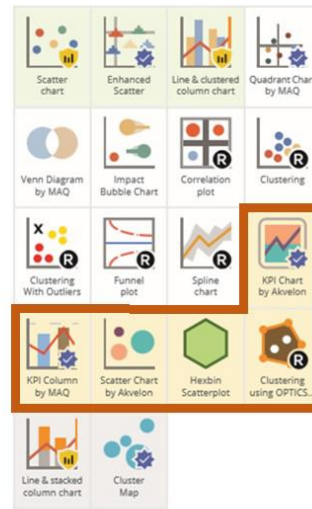 Scatter
chart
Enhanced
Scatter
Line & clustered
column chart
Quadrant Char
by MAQ
Venn Diagram
by MAQ
Impact
Bubble Chart
Correlation
plot
Clustering
X
Clustering
With Outliers
Funnel
plot
Spline
chart
KPI Chart
by Akvelon
KPI Column
by MAQ
Scatter Chart
by Akvelon
Hexbin
Scatterplot
Clustering
using OPTICS...
Line & stacked
column chart
Cluster
Map
R
R
R
R
R
R